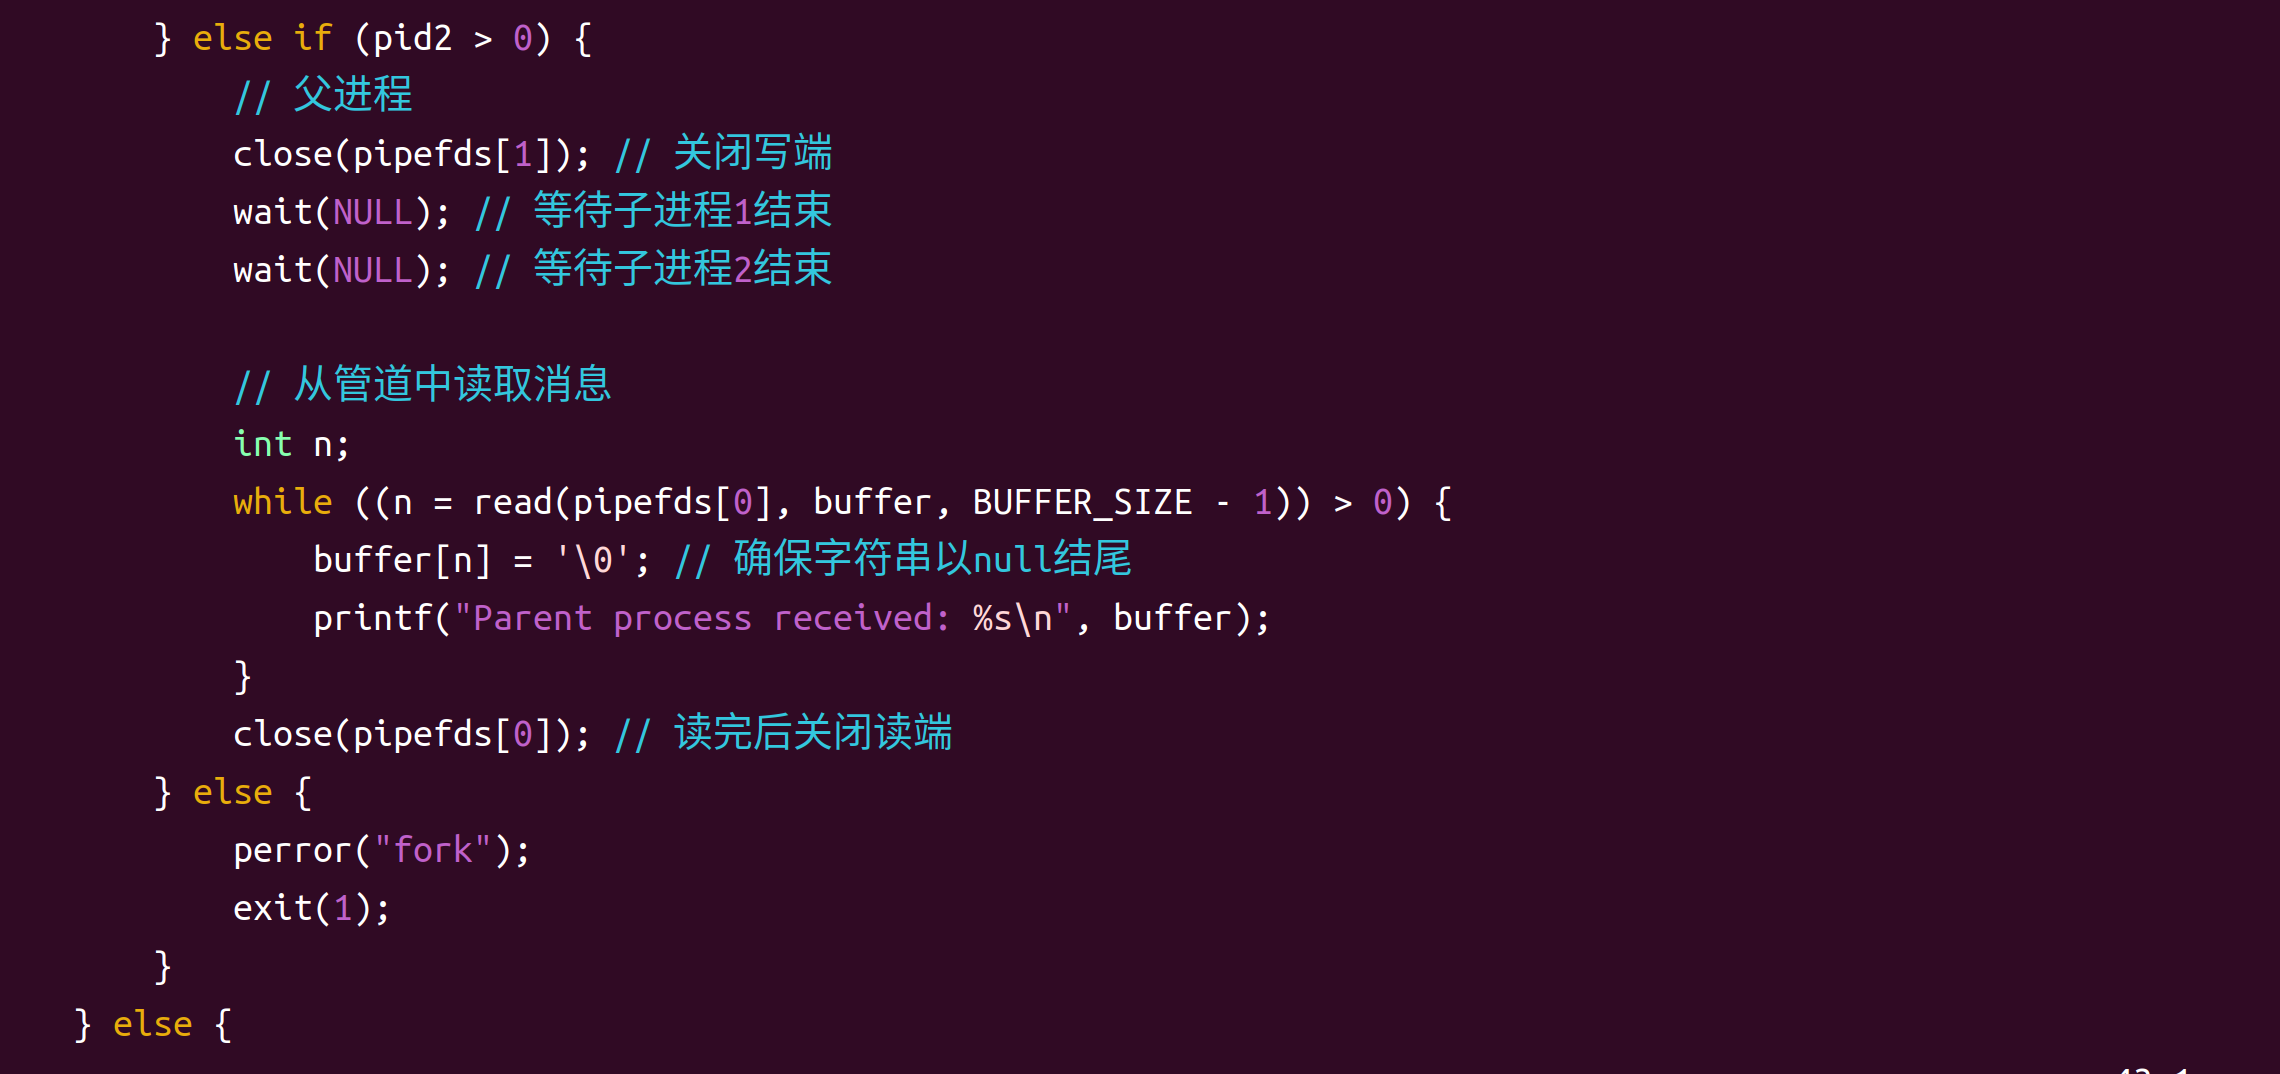 } else if (pid2 > 0) {
// 父进程
close(pipefds[1]); // 关闭写端
wait(NULL); // 等待子进程1结束
wait(NULL); // 等待子进程2结束
// 从管道中读取消息
int n;
while ((n = read(pipefds[0], buffer, BUFFER_SIZE - 1)) > 0) {
buffer[n] = '\0'; // 确保字符串以null结尾
printf("Parent process received: %s\n", buffer);
}
close(pipefds[0]); // 读完后关闭读端
} else {
perror("fork");
exit(1);
}
} else {